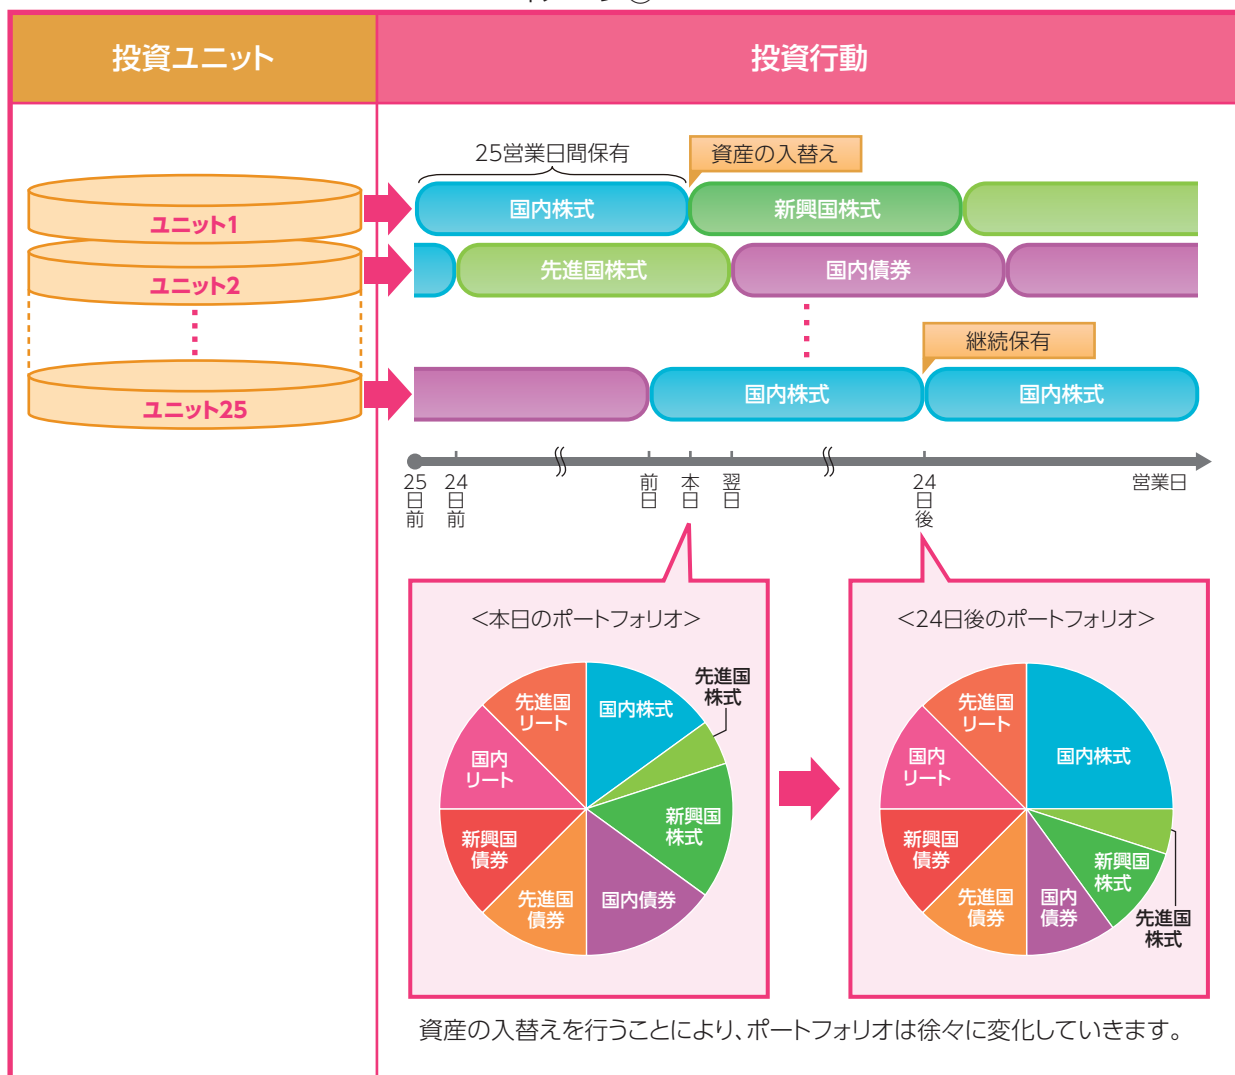 投資ユニット
投資行動
25営業日間保有
資産の入替え
ユニット1
国内株式
新興国株式
ユニット2
先進国株式
国内債券
継続保有
ユニット25
国内株式
国内株式
25日前
24日前
前日
本日
翌日
24日後
営業日
<本日のポートフォリオ>
国内株式
先進国
株式
新興国
株式
国内債券
先進国
債券
新興国
債券
国内
リート
先進国
リート
<24日後のポートフォリオ>
国内株式
先進国
株式
新興国
株式
国内
債券
先進国
債券
新興国
債券
国内
リート
先進国
リート
資産の入替えを行うことにより、ポートフォリオは徐々に変化していきます。